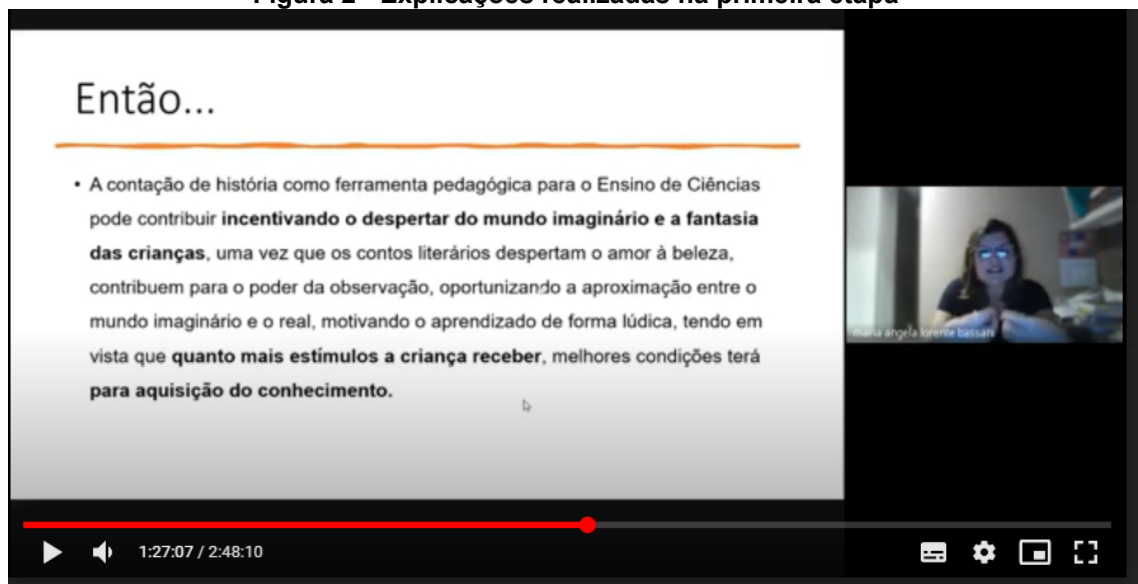 Figura 2 - Explicações realizadas na primeira etapa
Então...
• A contação de história como ferramenta pedagógica para o Ensino de Ciências
pode contribuir incentivando o despertar do mundo imaginário e a fantasia
das crianças, uma vez que os contos literários despertam o amor à beleza,
contribuem para o poder da observação, oportunizando a aproximação entre o
mundo imaginário e o real, motivando o aprendizado de forma lúdica, tendo em
vista que quanto mais estímulos a criança receber, melhores condições terá
para aquisição do conhecimento.
maria angela lorente bassani
1:27:07 / 2:48:10